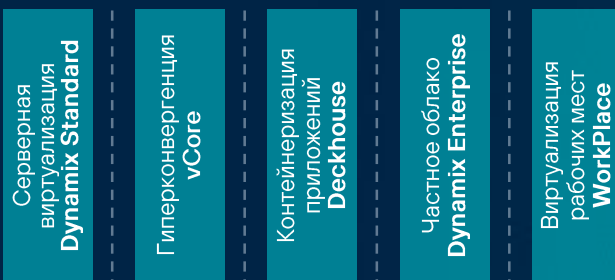 Серверная
виртуализация
Dynamix Standard
Гиперконвергенция
vCore
Контейнеризация
приложений
Deckhouse
Частное облако
Dynamix Enterprise
Виртуализация
рабочих мест
WorkPlace